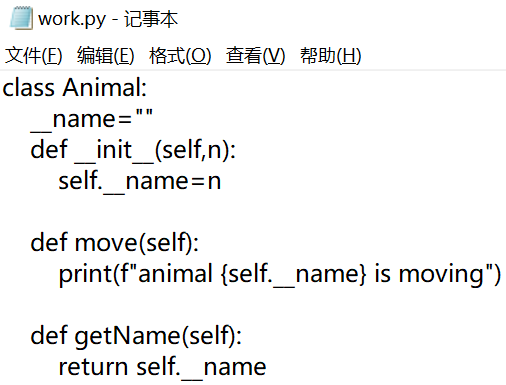 work.py - 记事本
文件(F) 编辑(E) 格式(O) 查看(V) 帮助(H)
class Animal:
    __name=""
    def __init__(self,n):
        self.__name=n

    def move(self):
        print(f"animal {self.__name} is moving")

    def getName(self):
        return self.__name